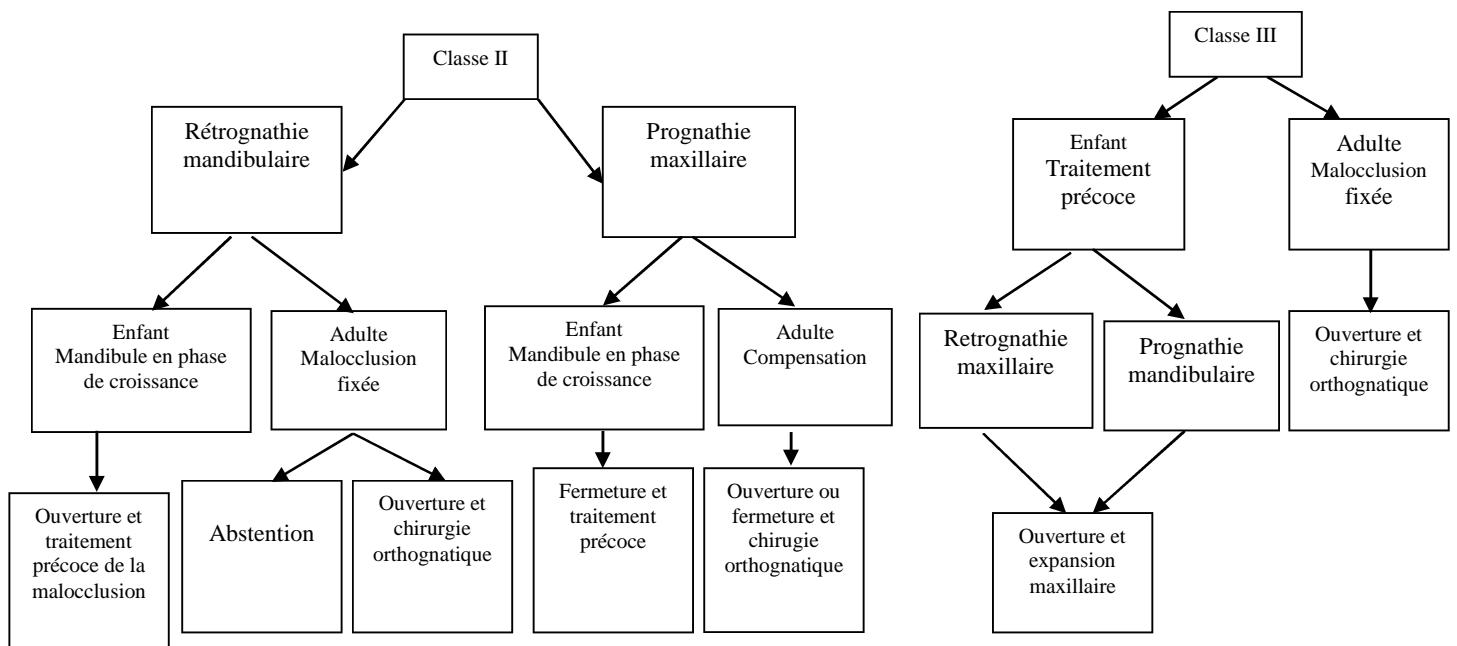 Classe II
Rétrognathie
mandibulaire
Prognathie
maxillaire
Enfant
Mandibule en phase
de croissance
Adulte
Malocclusion
fixée
Enfant
Mandibule en phase
de croissance
Adulte
Compensation
Ouverture et
traitement
précoce de la
malocclusion
Abstention
Ouverture et
chirurgie
orthognatique
Fermeture et
traitement
précoce
Ouverture ou
fermeture et
chirugie
orthognatique
Classe III
Enfant
Traitement
précoce
Adulte
Malocclusion
fixée
Retrognathie
maxillaire
Prognathie
mandibulaire
Ouverture et
chirurgie
orthognatique
Ouverture et
expansion
maxillaire